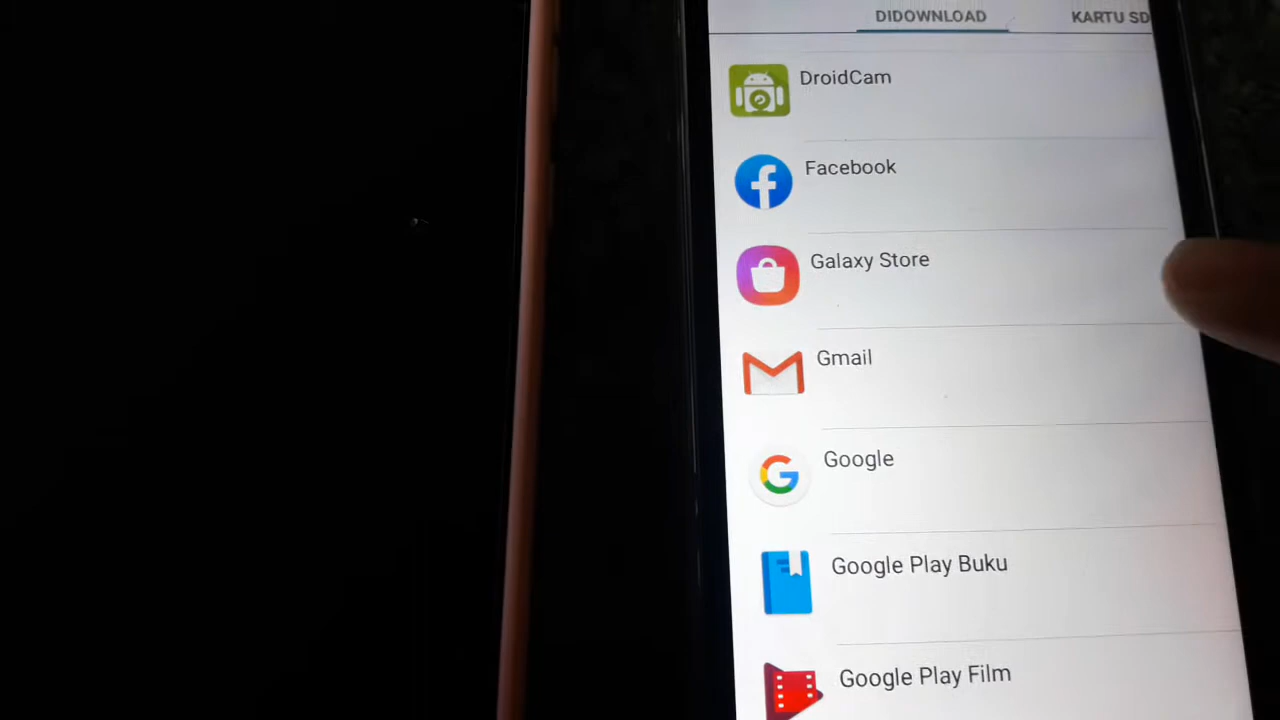 DIDOWNLOAD
KARTU SD
DroidCam
Facebook
Galaxy Store
Gmail
Google
Google Play Buku
Google Play Film